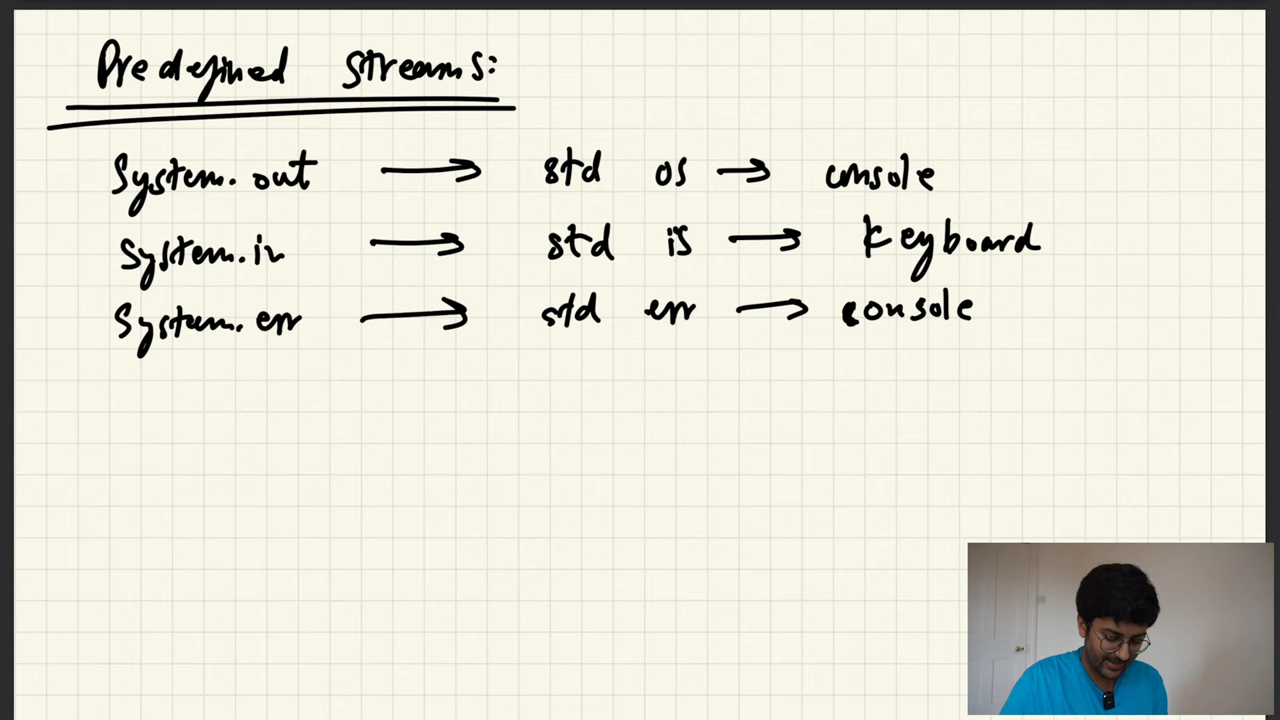 Predefined streams:
System.out → std os → console
System.in → std is → keyboard
System.err → std err → console